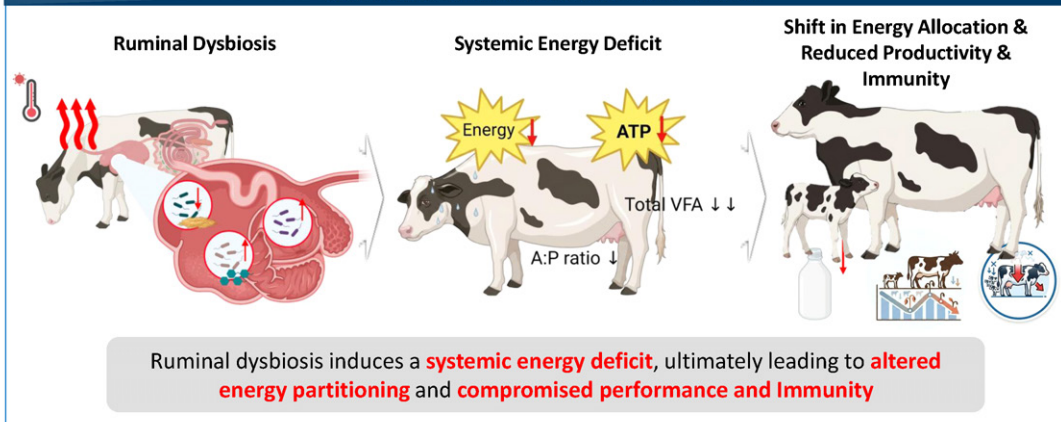 Ruminal Dysbiosis
Systemic Energy Deficit
Shift in Energy Allocation &
Reduced Productivity &
Immunity
Energy ↓
ATP ↓
Total VFA ↓↓
A:P ratio ↓
Ruminal dysbiosis induces a systemic energy deficit, ultimately leading to altered
energy partitioning and compromised performance and Immunity